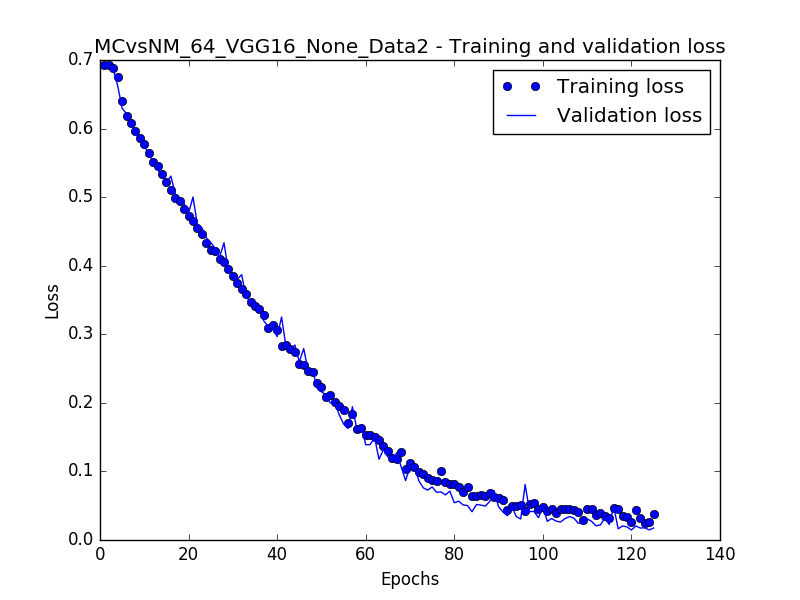 MCvsNM_64_VGG16_None_Data2 - Training and validation loss
Training loss
Validation loss
0.7
0.6
0.5
0.4
0.3
0.2
0.1
0.0
Loss
0 20 40 60 80 100 120 140
Epochs